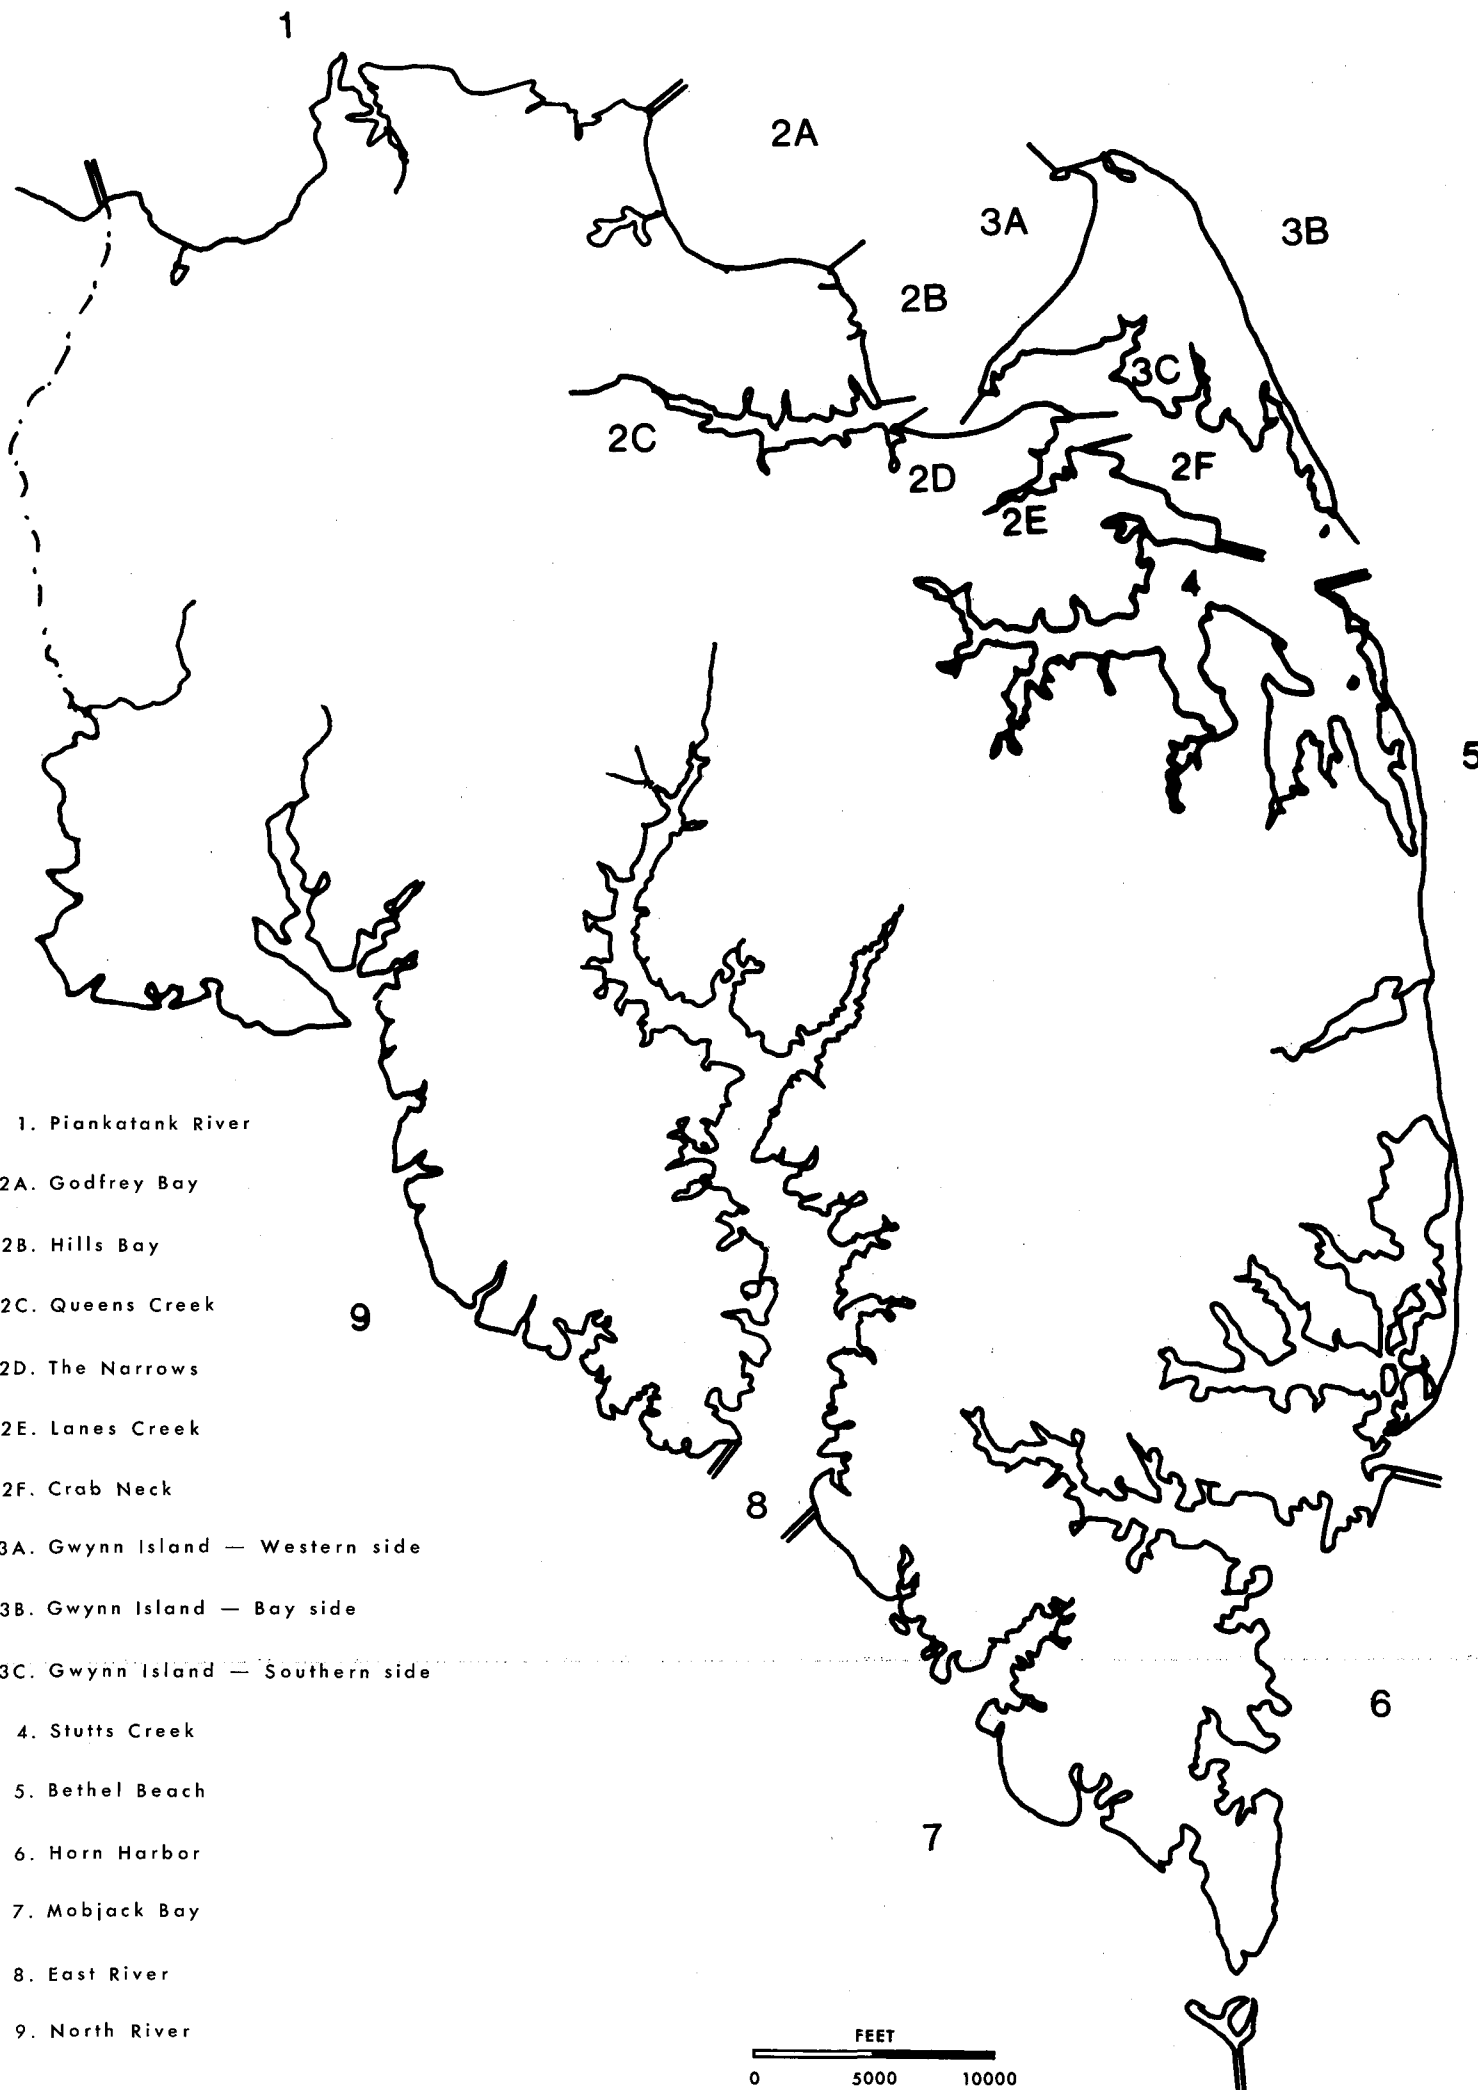 1
2A
3A
3B
2B
3C
2C
2D
2F
2E
4
5
1. Piankatank River
2A. Godfrey Bay
2B. Hills Bay
2C. Queens Creek
9
2D. The Narrows
2E. Lanes Creek
2F. Crab Neck
8
3A. Gwynn Island — Western side
3B. Gwynn Island — Bay side
3C. Gwynn Island — Southern side
6
4. Stutts Creek
5. Bethel Beach
7
6. Horn Harbor
7. Mobjack Bay
8. East River
9. North River
FEET
0 5000 10000